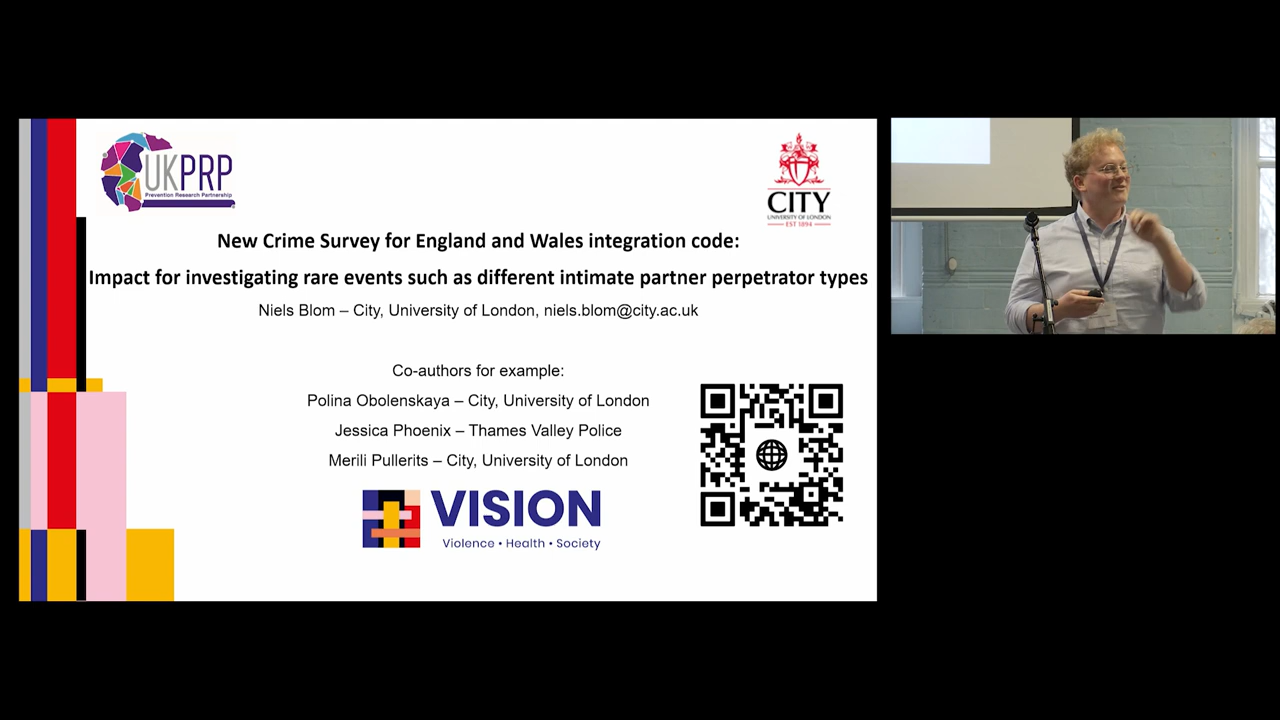 UKPRP
Prevention Research Partnership
CITY
UNIVERSITY OF LONDON
EST 1894
New Crime Survey for England and Wales integration code:
Impact for investigating rare events such as different intimate partner perpetrator types
Niels Blom – City, University of London, niels.blom@city.ac.uk
Co-authors for example:
Polina Obolenskaya – City, University of London
Jessica Phoenix – Thames Valley Police
Merili Pullerits – City, University of London
VISION
Violence • Health • Society